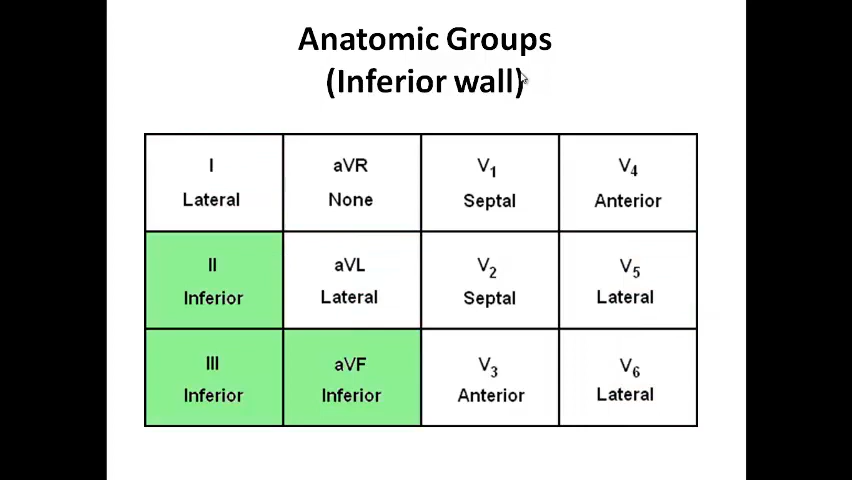 Anatomic Groups
(Inferior wall)
I aVR V1 V4
Lateral None Septal Anterior
II aVL V2 V5
Inferior Lateral Septal Lateral
III aVF V3 V6
Inferior Inferior Anterior Lateral